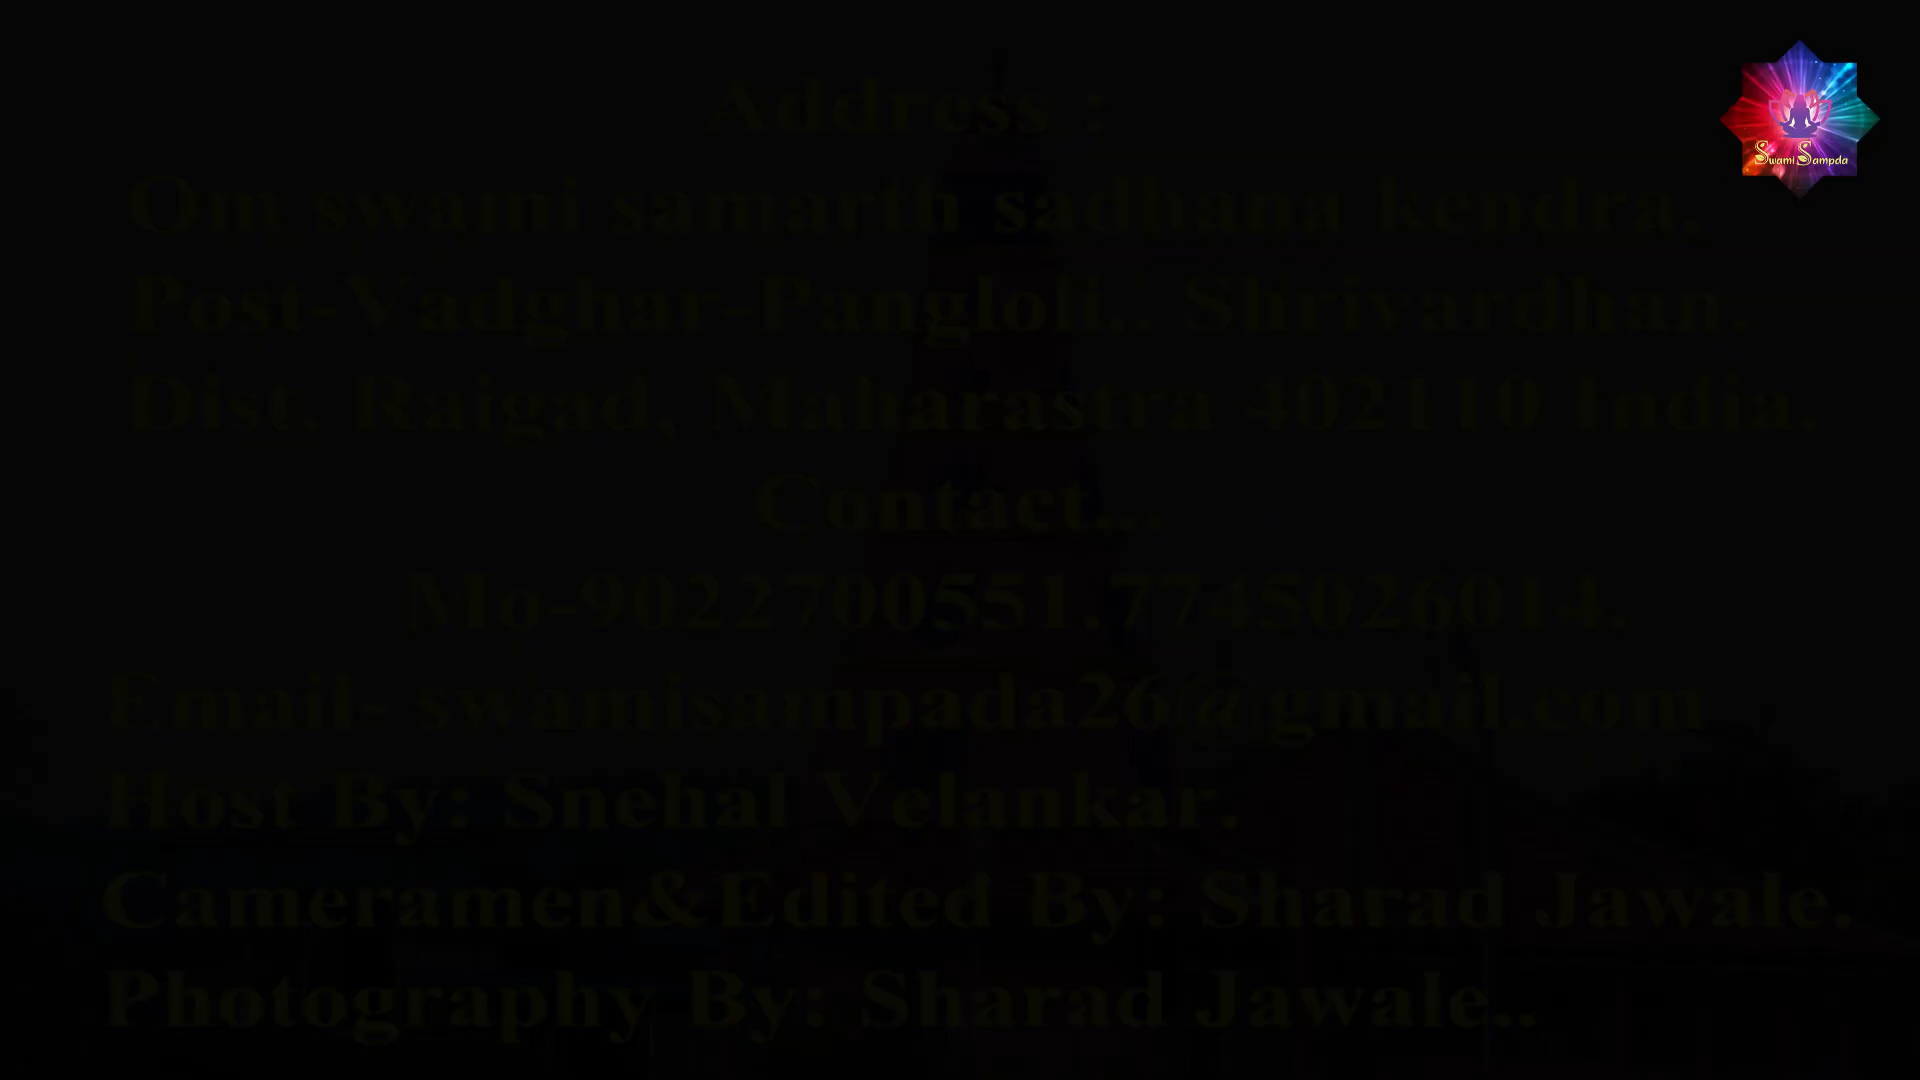 Address :
Om swami samarth sadhana kendra.
Post-Vadghar-Pangloli.. Shrivardhan.
Dist. Raigad, Maharastra 402110 India.
Contact...
Mo-9022700551.7745026014.
Email- swamisampada26@gmail.com
Host By: Snehal Velankar.
Cameramen&Edited By: Sharad Jawale.
Photography By: Sharad Jawale..
Swami Sampda